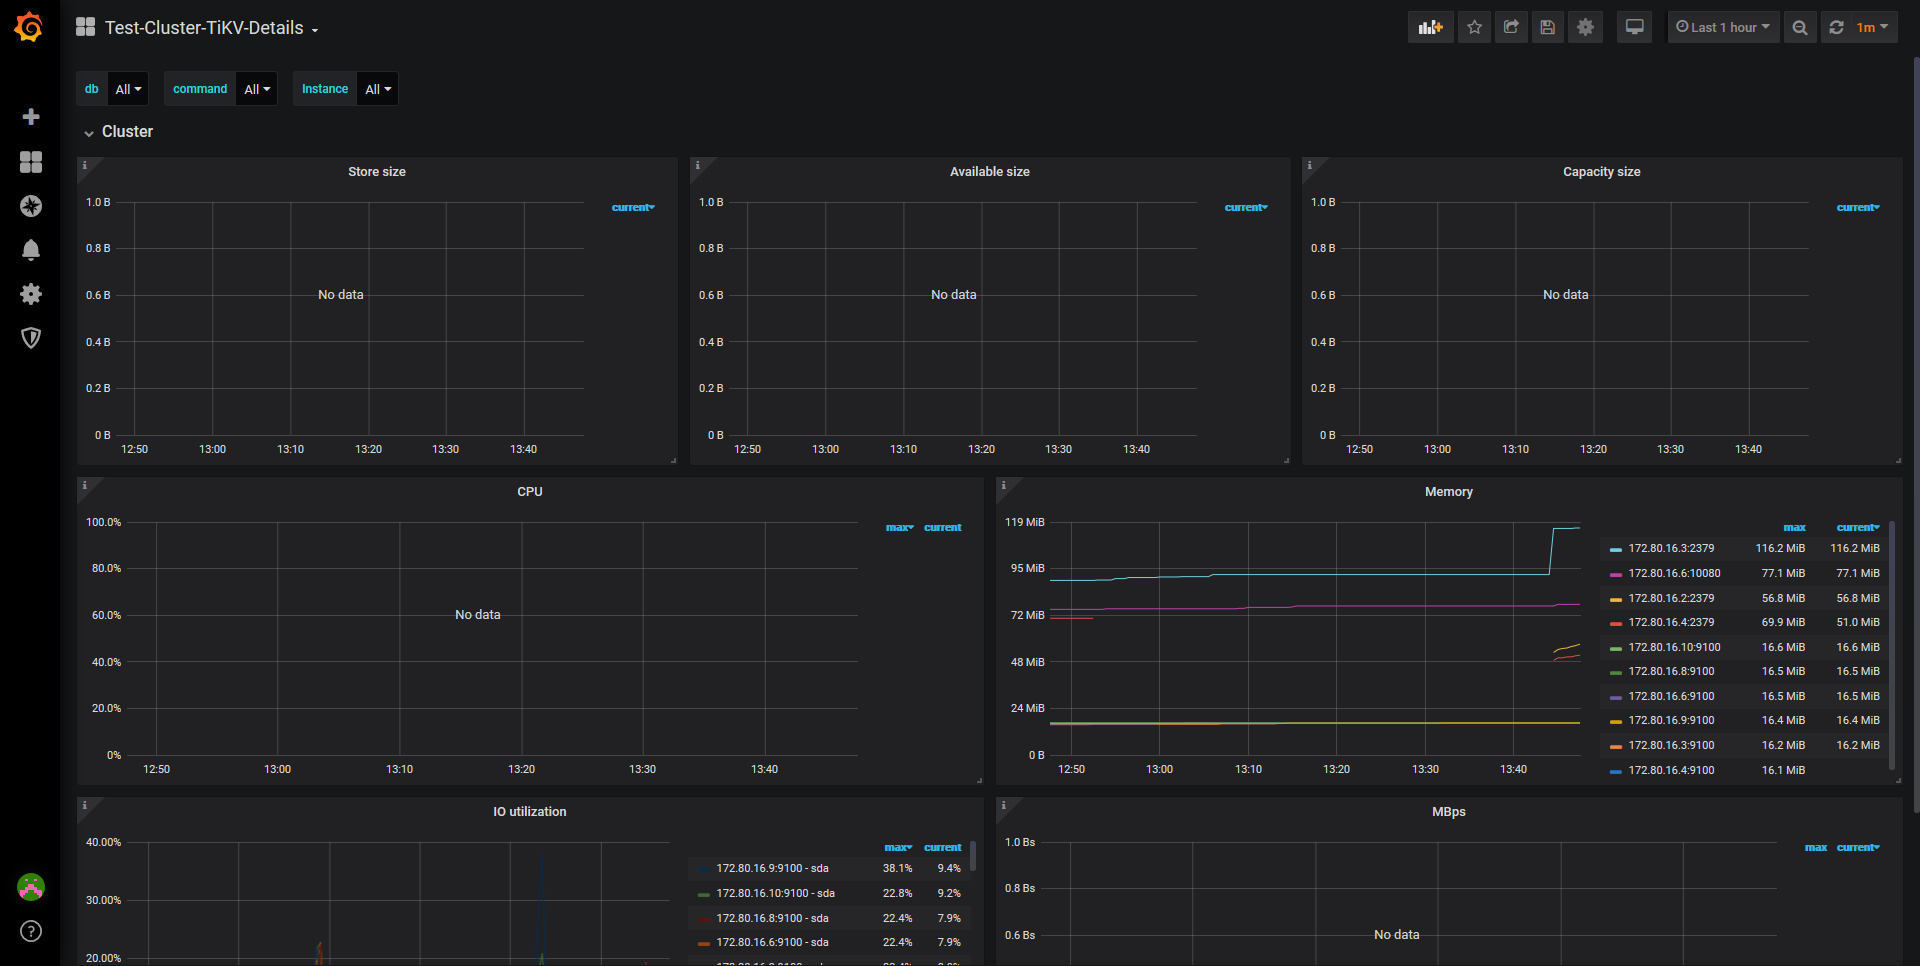 Test-Cluster-TiKV-Details
Last 1 hour
1m
db All
command All
Instance All
Cluster
Store size
1.0 B
0.8 B
0.6 B
0.4 B
0.2 B
0 B
12:50 13:00 13:10 13:20 13:30 13:40
No data
current
Available size
1.0 B
0.8 B
0.6 B
0.4 B
0.2 B
0 B
12:50 13:00 13:10 13:20 13:30 13:40
No data
current
Capacity size
1.0 B
0.8 B
0.6 B
0.4 B
0.2 B
0 B
12:50 13:00 13:10 13:20 13:30 13:40
No data
current
CPU
100.0%
80.0%
60.0%
40.0%
20.0%
0%
12:50 13:00 13:10 13:20 13:30 13:40
No data
max current
Memory
119 MiB
95 MiB
72 MiB
48 MiB
24 MiB
0 B
12:50 13:00 13:10 13:20 13:30 13:40
max current
172.80.16.3:2379 116.2 MiB 116.2 MiB
172.80.16.6:10080 77.1 MiB 77.1 MiB
172.80.16.2:2379 56.8 MiB 56.8 MiB
172.80.16.4:2379 69.9 MiB 51.0 MiB
172.80.16.10:9100 16.6 MiB 16.6 MiB
172.80.16.8:9100 16.5 MiB 16.5 MiB
172.80.16.6:9100 16.5 MiB 16.5 MiB
172.80.16.9:9100 16.4 MiB 16.4 MiB
172.80.16.3:9100 16.2 MiB 16.2 MiB
172.80.16.4:9100 16.1 MiB
IO utilization
40.00%
30.00%
20.00%
max current
172.80.16.9:9100 - sda 38.1% 9.4%
172.80.16.10:9100 - sda 22.8% 9.2%
172.80.16.8:9100 - sda 22.4% 7.9%
172.80.16.6:9100 - sda 22.4% 7.9%
MBps
1.0 Bs
0.8 Bs
0.6 Bs
No data
max current